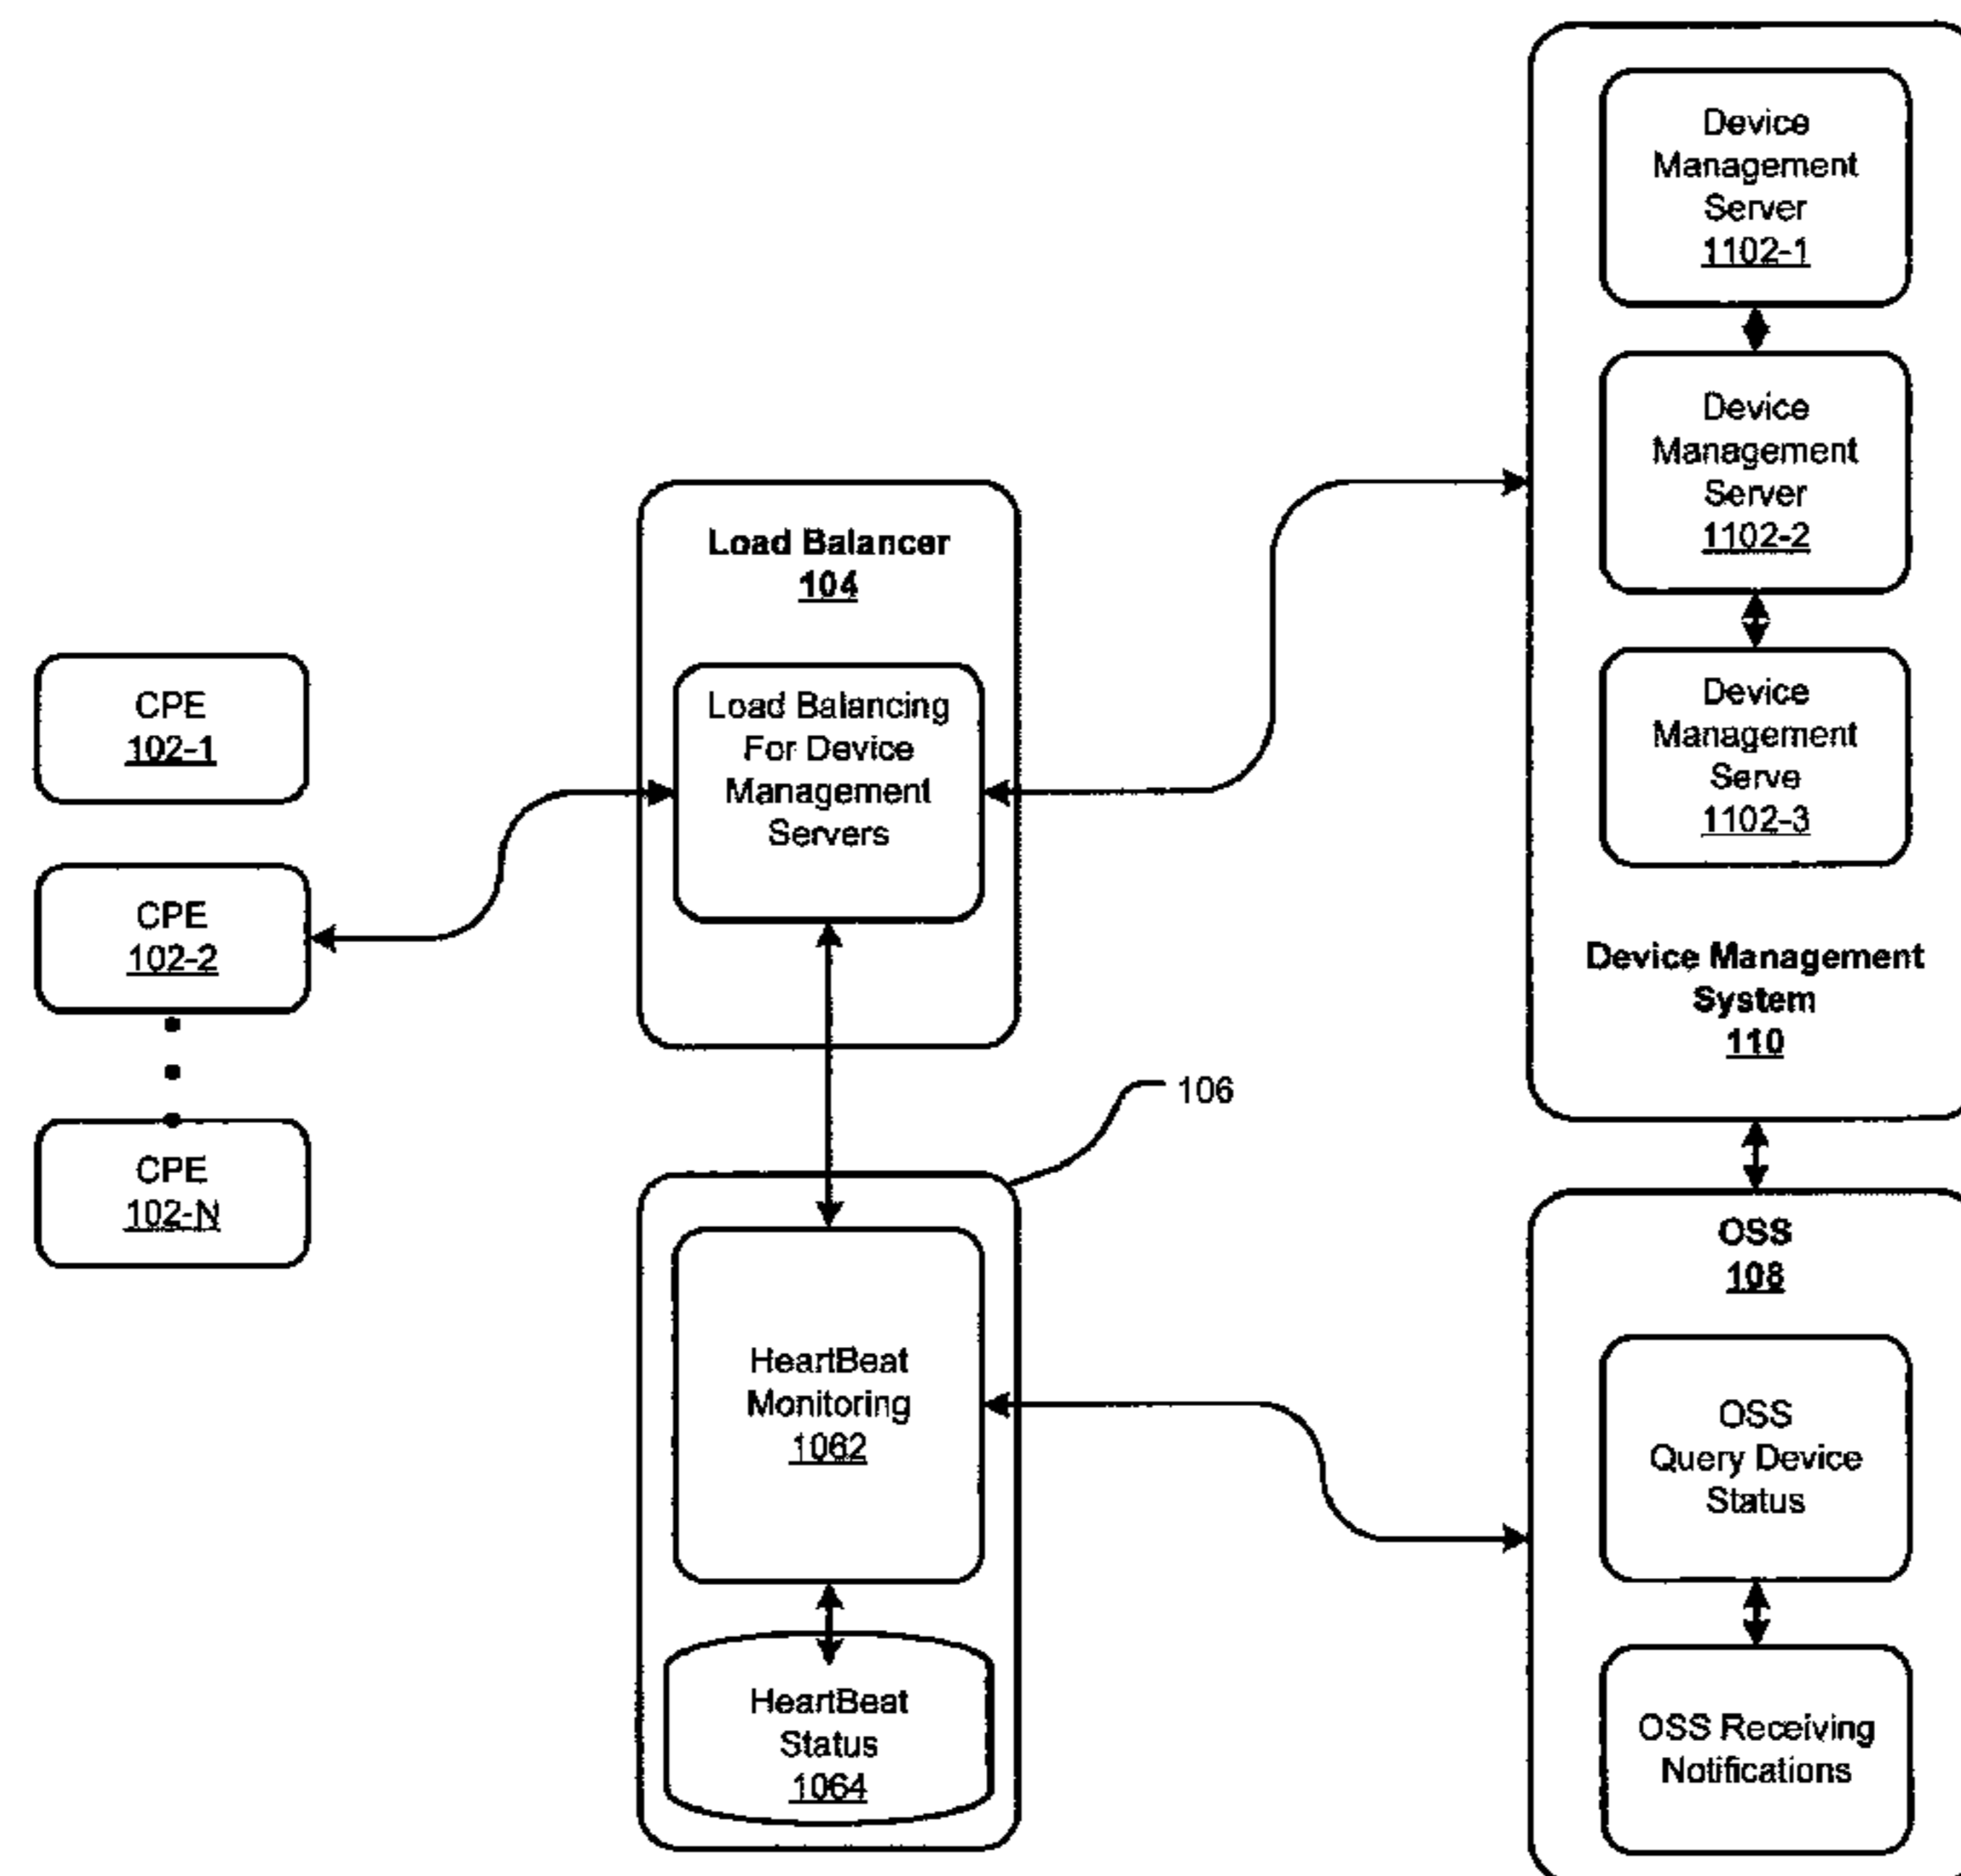 CPE
102-1
CPE
102-2
CPE
102-N
Load Balancer
104
Load Balancing
For Device
Management
Servers
106
HeartBeat
Monitoring
1062
HeartBeat
Status
1064
Device
Management
Server
1102-1
Device
Management
Server
1102-2
Device
Management
Serve
1102-3
Device Management
System
110
OSS
108
OSS
Query Device
Status
OSS Receiving
Notifications